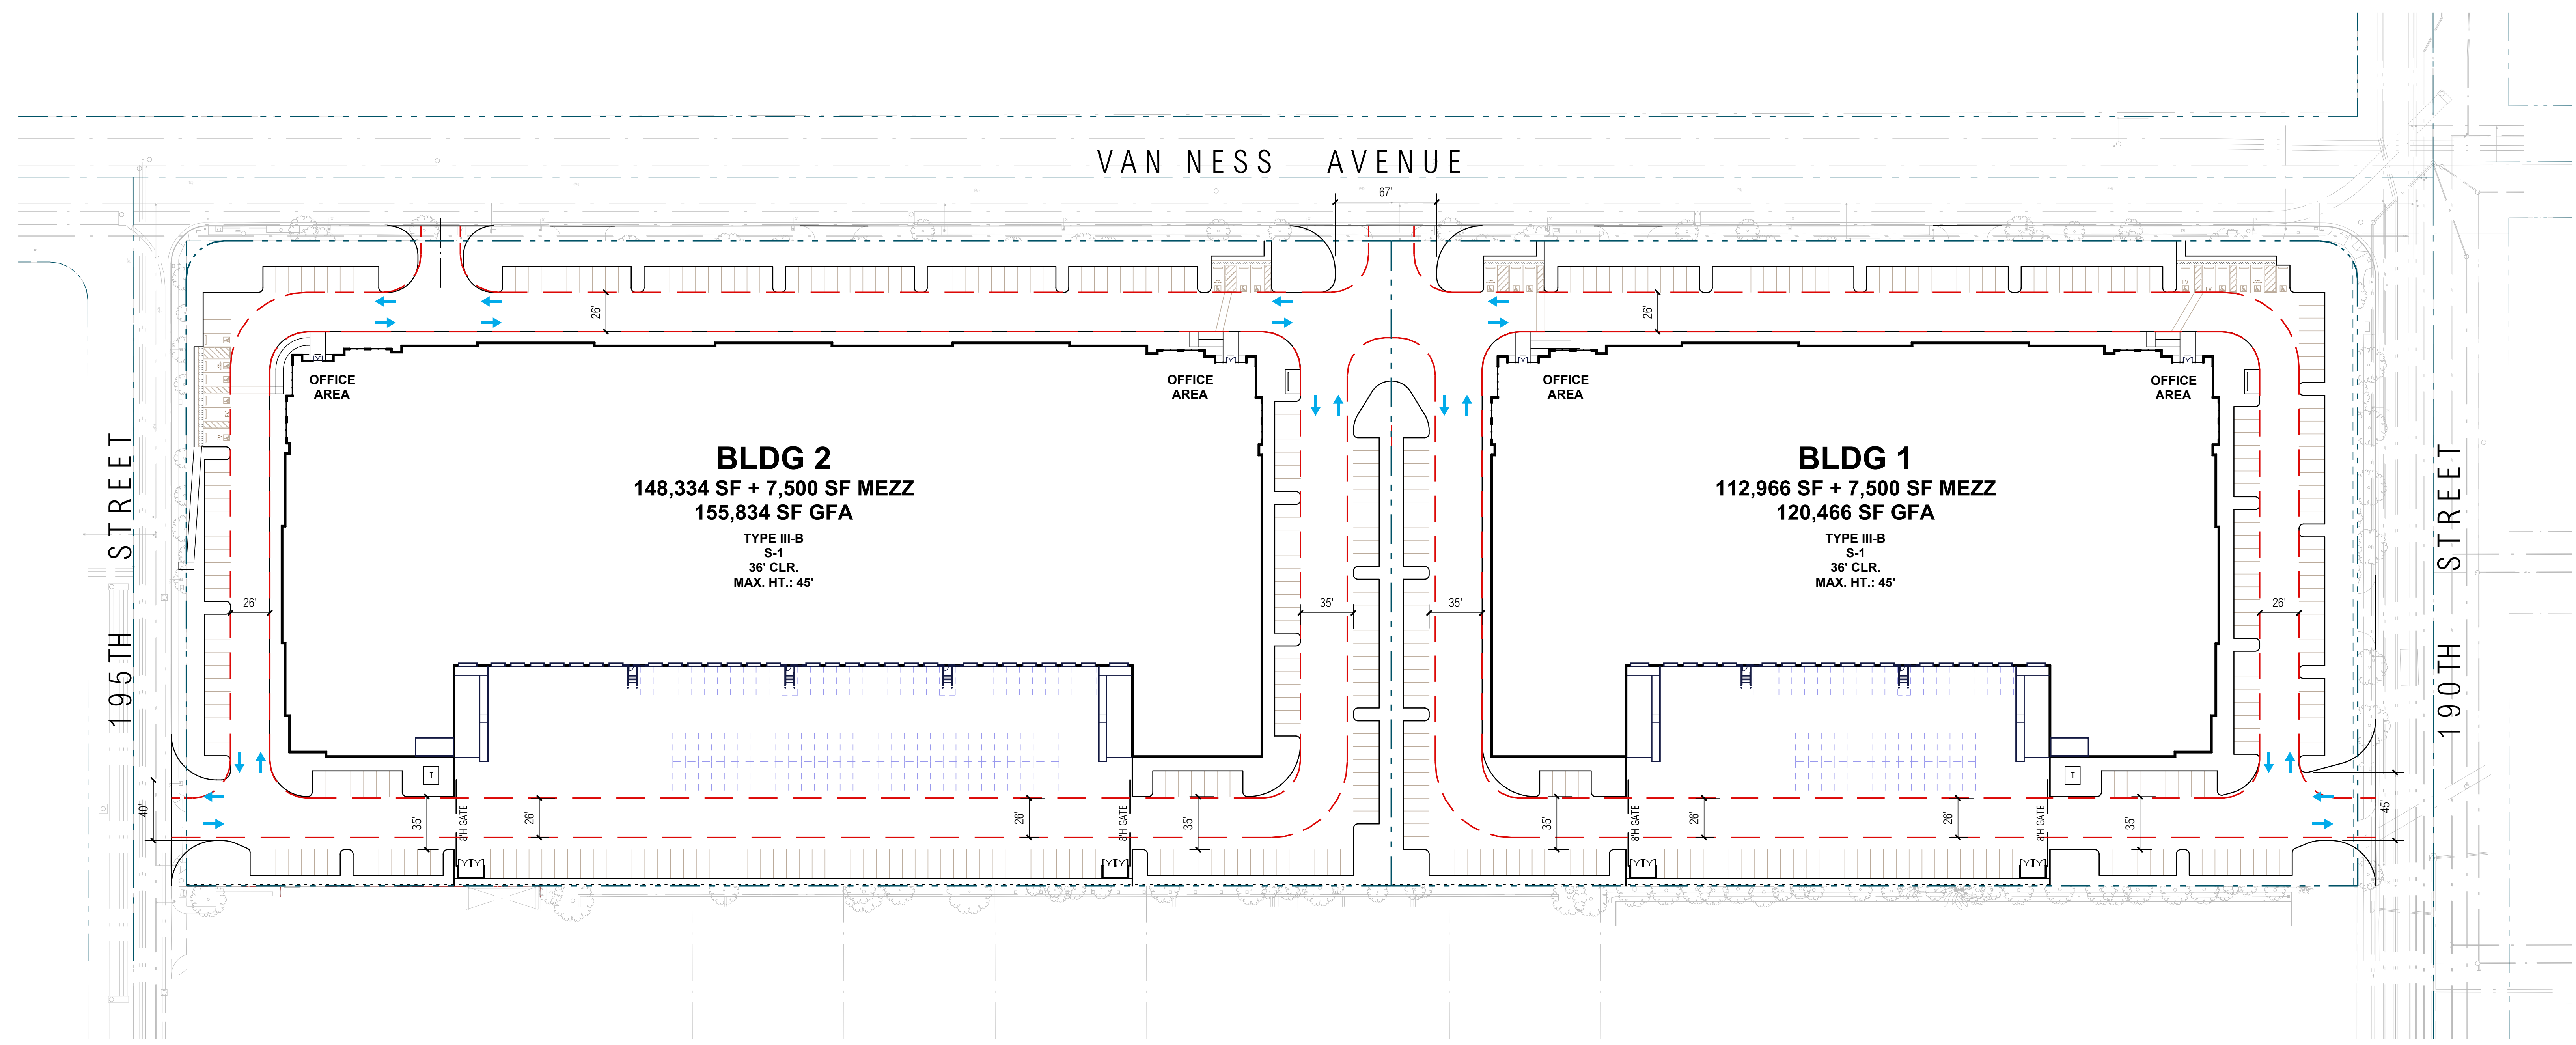 VAN NESS AVENUE
67'
26'
26'
OFFICE
AREA
OFFICE
AREA
OFFICE
AREA
OFFICE
AREA
BLDG 2
148,334 SF + 7,500 SF MEZZ
155,834 SF GFA
TYPE III-B
S-1
36' CLR.
MAX. HT.: 45'
BLDG 1
112,966 SF + 7,500 SF MEZZ
120,466 SF GFA
TYPE III-B
S-1
36' CLR.
MAX. HT.: 45'
195TH STREET
190TH STREET
26'
35'
35'
26'
T
T
40'
35'
8'H GATE
26'
26'
8'H GATE
35'
35'
8'H GATE
26'
26'
8'H GATE
35'
45'